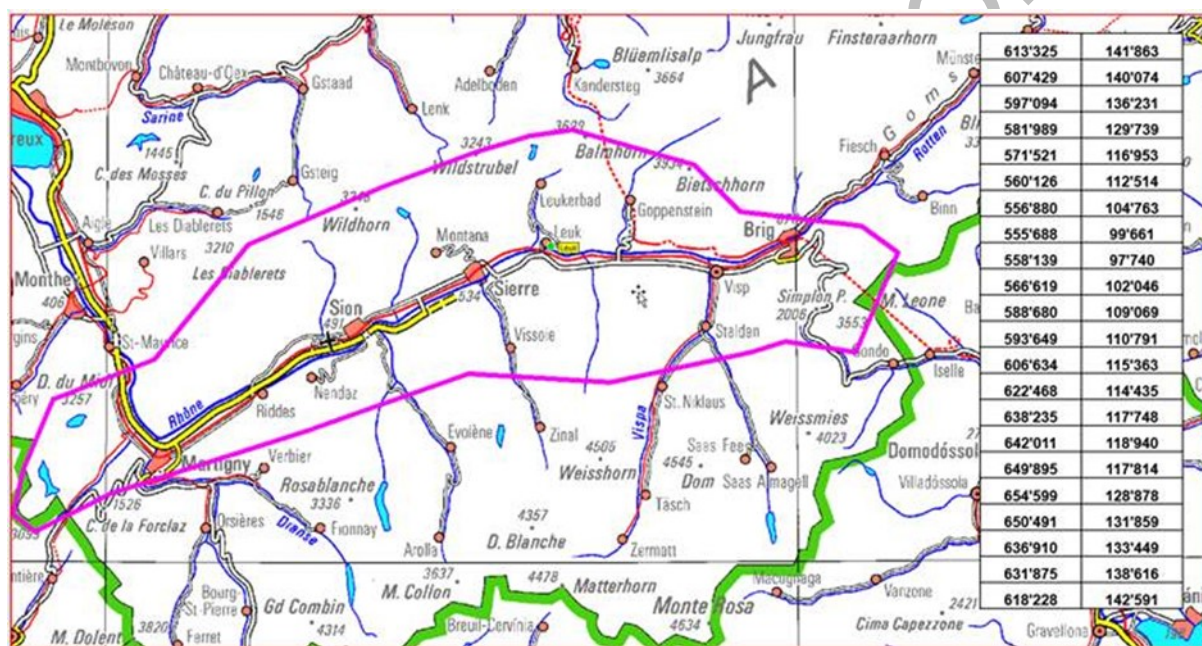 Le Moléson
Jungfrau
Finsteraarhorn
Montbovon
Château-d'Oex
Gstaad
Adelboden
Blüemlisalp
3664
Kandersteg
A
Münster
Sarine
Lenk
G o m s
1445
C. des Mosses
3243
3699
Fiesch
Rotten
Gsteig
Wildstrubel
Balmhorn
3934
C. du Pillon
1546
Bietschhorn
Binn
Aigle
Les Diablerets
Wildhorn
Leukerbad
Goppenstein
3210
Villars
Montana
Leuk
Brig
Les Diablerets
Monthey
406
Sion
491
534
Sierre
Visp
Simplon P.
2006
3553
M. Leone
St-Maurice
Vissoie
Staldan
Gondo
Iselle
D. du Midi
3257
Nendaz
Rhône
Riddes
St. Niklaus
Weissmies
4023
Evolène
Zinal
4505
Weisshorn
Vispa
Saas Fee
4545
Dom
Saas Almagell
Domodóssola
Villadóssola
Martigny
Verbier
Rosablanche
3336
1526
C. de la Forclaz
Orsières
Dranse
Fionnay
Täsch
4357
D. Blanche
Arolla
Zermatt
3637
M. Collon
4478
Matterhorn
Macugnaga
Vanzone
Bourg-
St-Pierre
Gd Combin
4314
Monte Rosa
4634
2421
Cima Capezzone
M. Dolent
3820
Ferret
Breuil-Cervínia
Gravellona
613'325 141'863
607'429 140'074
597'094 136'231
581'989 129'739
571'521 116'953
560'126 112'514
556'880 104'763
555'688 99'661
558'139 97'740
566'619 102'046
588'680 109'069
593'649 110'791
606'634 115'363
622'468 114'435
638'235 117'748
642'011 118'940
649'895 117'814
654'599 128'878
650'491 131'859
636'910 133'449
631'875 138'616
618'228 142'591